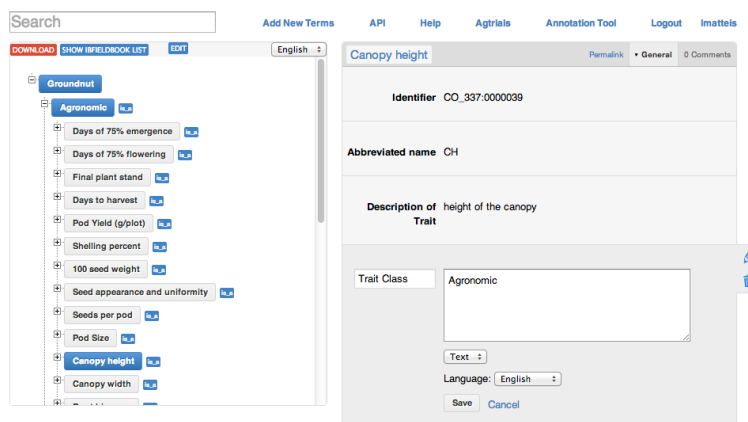 Search
Add New Terms API Help Agtrials Annotation Tool Logout lmatteis
DOWNLOAD SHOW IBFIELDBOOK LIST EDIT English
Groundnut
Agronomic is_a
Days of 75% emergence is_a
Days of 75% flowering is_a
Final plant stand is_a
Days to harvest is_a
Pod Yield (g/plot) is_a
Shelling percent is_a
100 seed weight is_a
Seed appearance and uniformity is_a
Seeds per pod is_a
Pod Size is_a
Canopy height is_a
Canopy width is_a
Canopy height Permalink General 0 Comments
Identifier CO_337:0000039
Abbreviated name CH
Description of height of the canopy
Trait
Trait Class Agronomic
Text
Language: English
Save Cancel